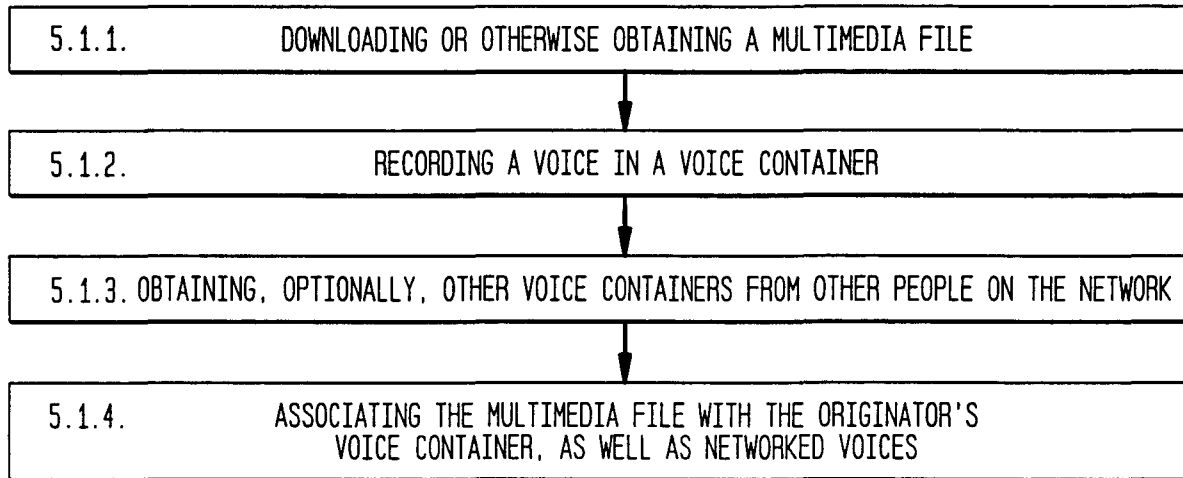 5.1.1. DOWNLOADING OR OTHERWISE OBTAINING A MULTIMEDIA FILE
5.1.2. RECORDING A VOICE IN A VOICE CONTAINER
5.1.3. OBTAINING, OPTIONALLY, OTHER VOICE CONTAINERS FROM OTHER PEOPLE ON THE NETWORK
5.1.4. ASSOCIATING THE MULTIMEDIA FILE WITH THE ORIGINATOR'S
VOICE CONTAINER, AS WELL AS NETWORKED VOICES